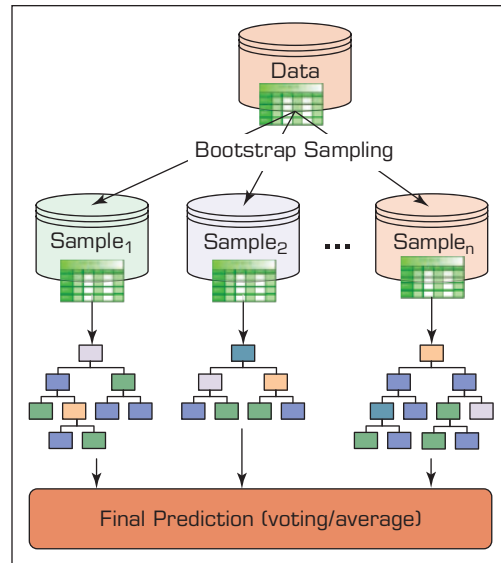 Data
Bootstrap Sampling
Sample1
Sample2
...
Samplen
Final Prediction (voting/average)